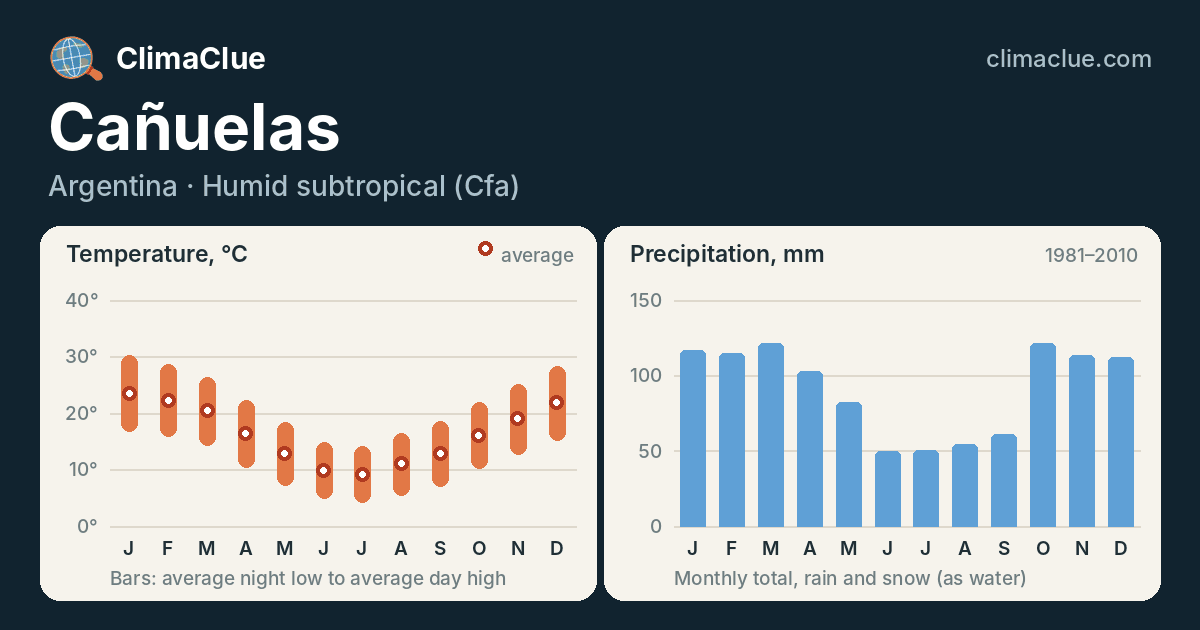 ClimaClue
climaclue.com
Cañuelas
Argentina · Humid subtropical (Cfa)
Temperature, °C
average
40°
30°
20°
10°
0°
J F M A M J J A S O N D
Bars: average night low to average day high
Precipitation, mm
1981–2010
150
100
50
0
J F M A M J J A S O N D
Monthly total, rain and snow (as water)